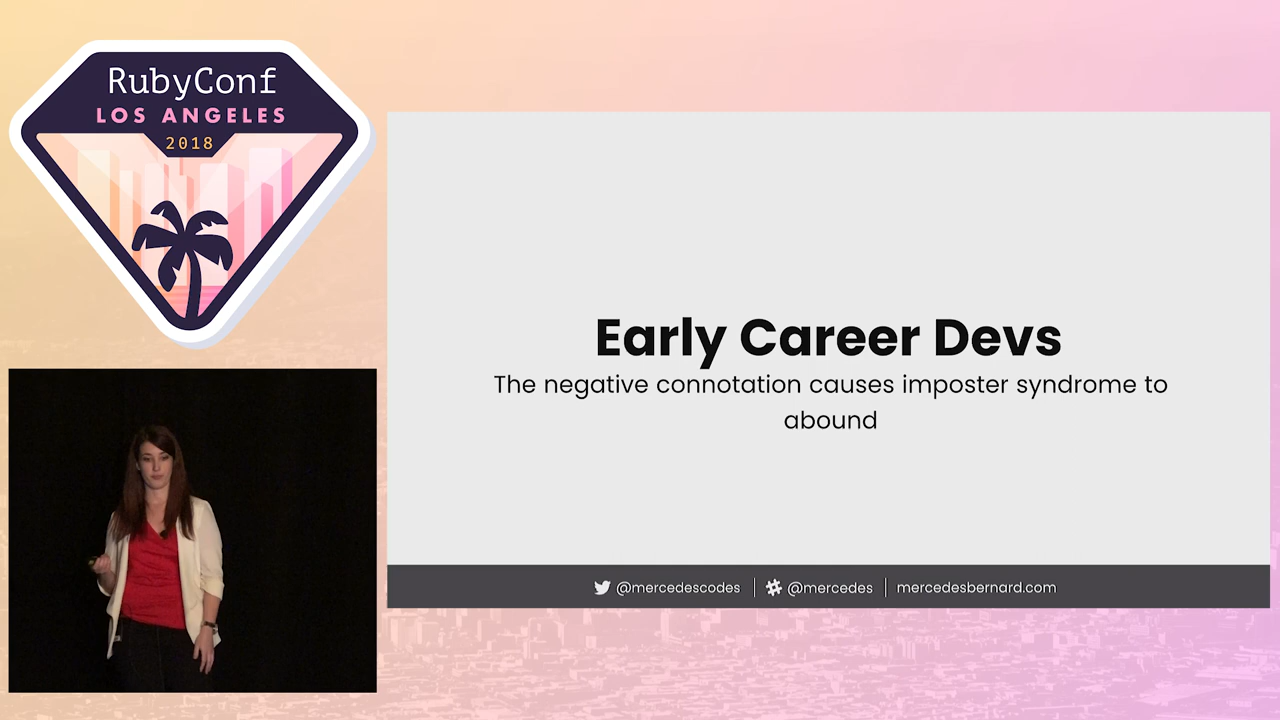 RubyConf
LOS ANGELES
2018
Early Career Devs
The negative connotation causes imposter syndrome to
abound
@mercedescodes | @mercedes | mercedesbernard.com